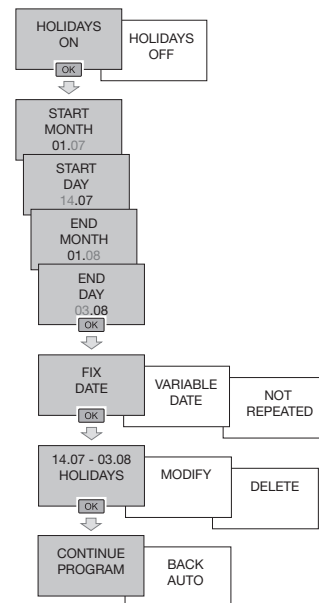 HOLIDAYS
ON
HOLIDAYS
OFF
OK
START
MONTH
01.07
START
DAY
14.07
END
MONTH
01.08
END
DAY
03.08
OK
FIX
DATE
VARIABLE
DATE
NOT
REPEATED
OK
14.07 - 03.08
HOLIDAYS
MODIFY
DELETE
OK
CONTINUE
PROGRAM
BACK
AUTO